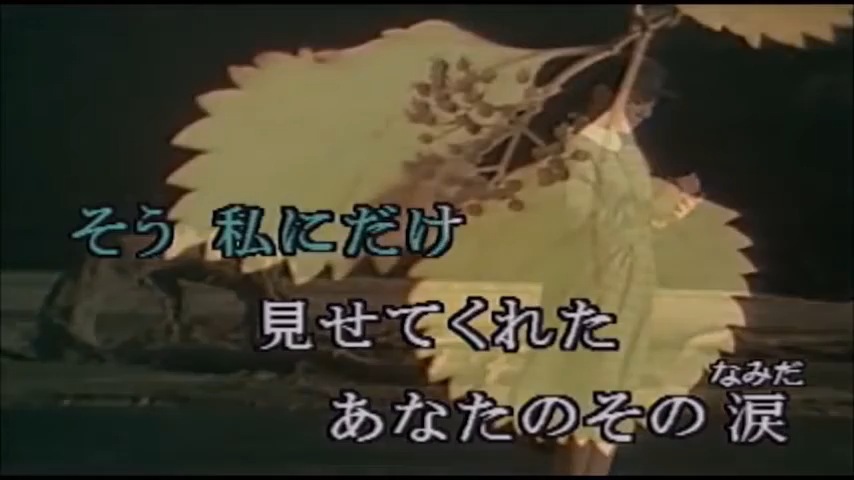 そう 私にだけ
見せてくれた
なみだ
あなたのその 涙